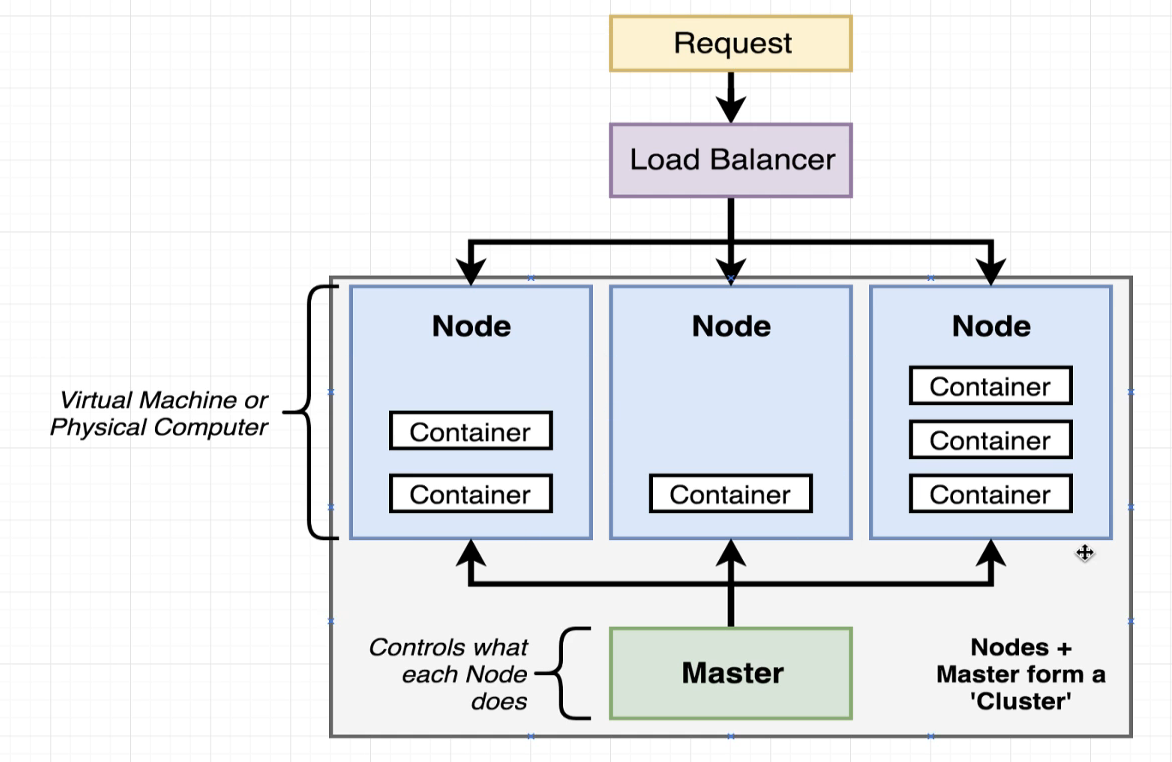 Request
Load Balancer
Node
Node
Node
Virtual Machine or
Physical Computer
Container
Container
Container
Container
Container
Container
Controls what
each Node
does
Master
Nodes +
Master form a
'Cluster'